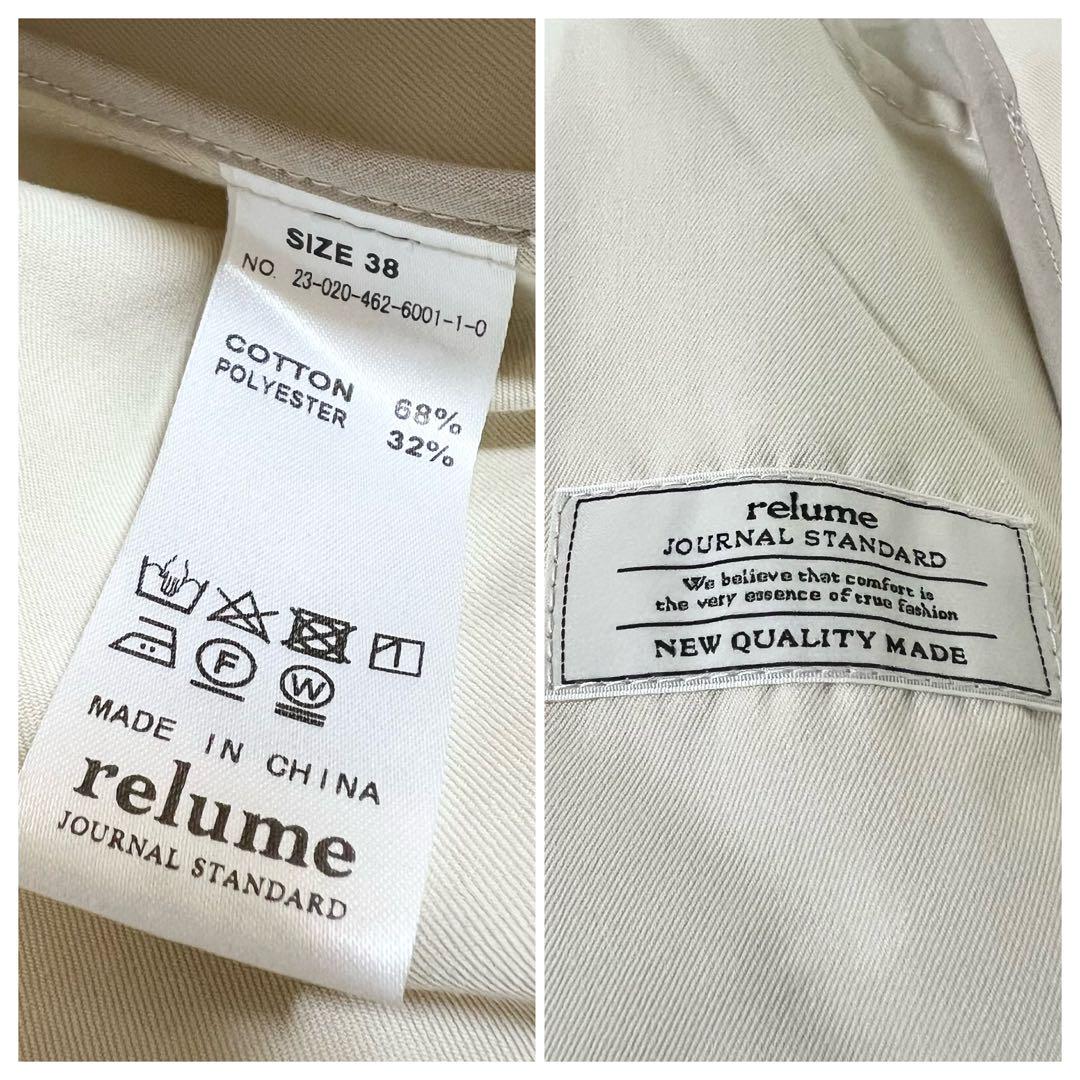 SIZE 38
NO. 23-020-462-6001-1-0
COTTON 68%
POLYESTER 32%
F
W
MADE IN CHINA
relume
JOURNAL STANDARD
relume
JOURNAL STANDARD
We believe that comfort is
the very essence of true fashion
NEW QUALITY MADE